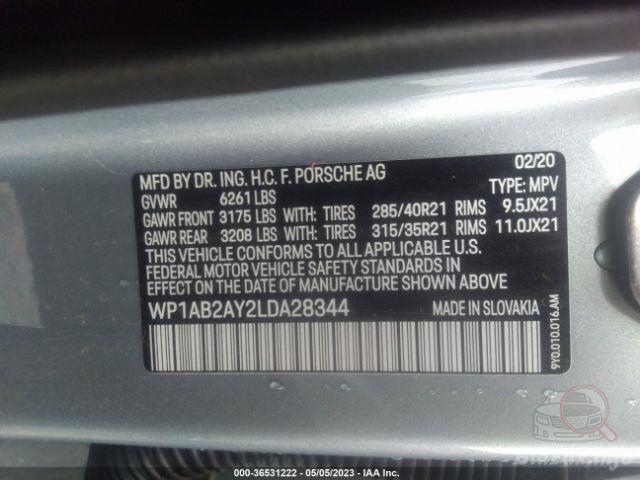 MFD BY DR. ING. H.C. F. PORSCHE AG 02/20
GVWR 6261 LBS TYPE: MPV
GAWR FRONT 3175 LBS WITH: TIRES 285/40R21 RIMS 9.5JX21
GAWR REAR 3208 LBS WITH: TIRES 315/35R21 RIMS 11.0JX21
THIS VEHICLE CONFORMS TO ALL APPLICABLE U.S.
FEDERAL MOTOR VEHICLE SAFETY STANDARDS IN
EFFECT ON THE DATE OF MANUFACTURE SHOWN ABOVE
WP1AB2AY2LDA28344 MADE IN SLOVAKIA
9Y0.010.016.AM
000-36531222 - 05/05/2023 - IAA Inc.